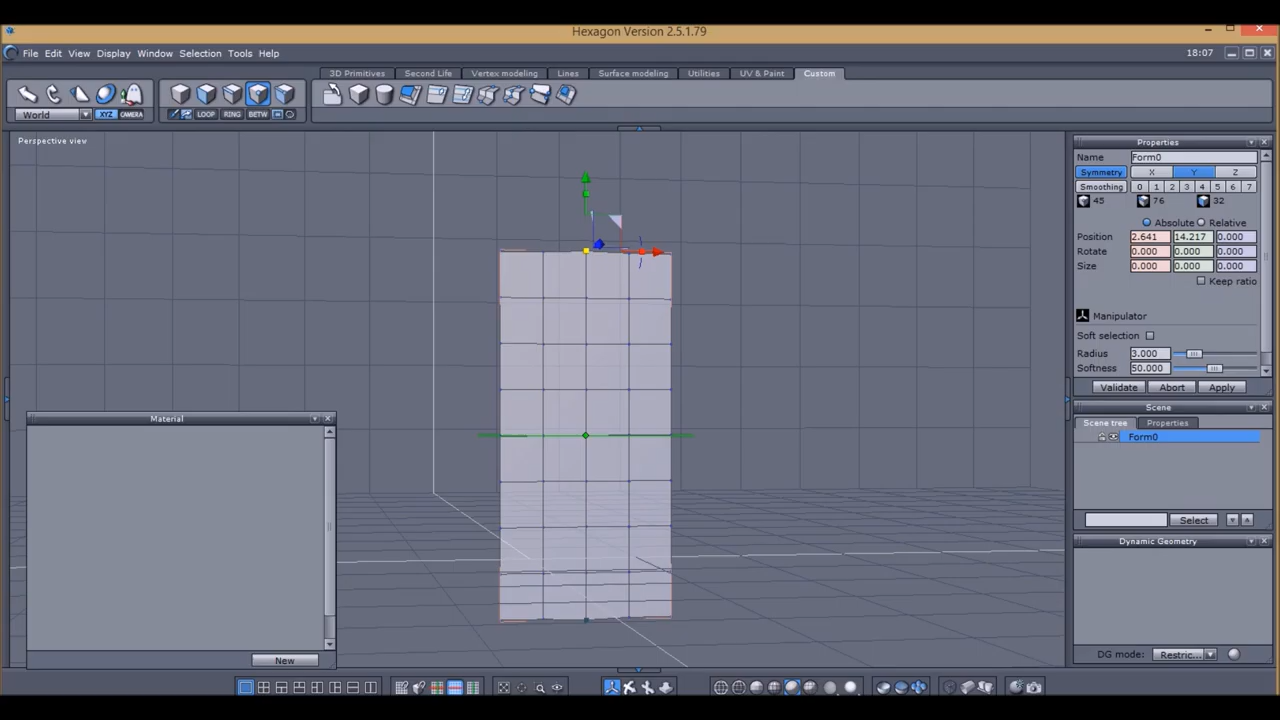 Hexagon Version 2.5.1.79
File Edit View Display Window Selection Tools Help
18:07
3D Primitives Second Life Vertex modeling Lines Surface modeling Utilities UV & Paint Custom
World XYZ CAMERA LOOP RING BETW
Perspective view
Properties
Name Form0
Symmetry X Y Z
Smoothing 0 1 2 3 4 5 6 7
45 76 32
Absolute Relative
Position 2.641 14.217 0.000
Rotate 0.000 0.000 0.000
Size 0.000 0.000 0.000
Keep ratio
Manipulator
Soft selection
Radius 3.000
Softness 50.000
Validate Abort Apply
Scene
Scene tree Properties
Form0
Select
Dynamic Geometry
DG mode: Restric...
Material
New